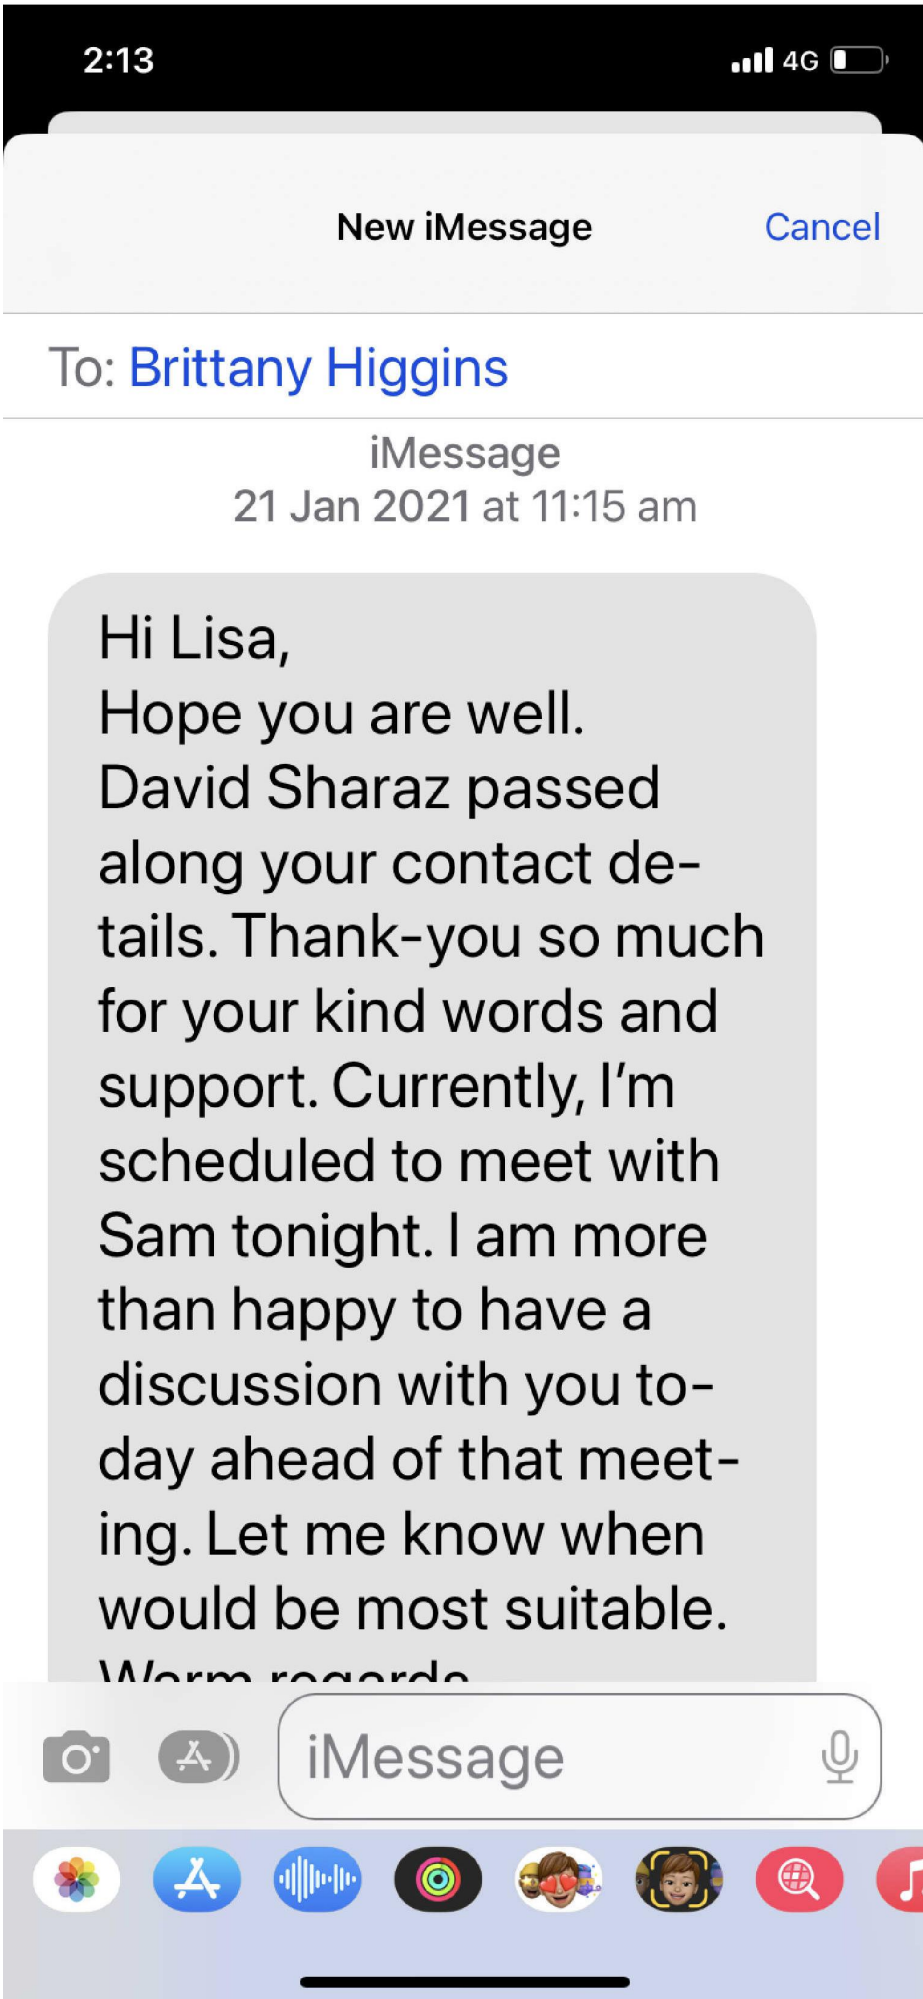 2:13 4G
New iMessage Cancel
To: Brittany Higgins
iMessage
21 Jan 2021 at 11:15 am
Hi Lisa,
Hope you are well.
David Sharaz passed
along your contact de-
tails. Thank-you so much
for your kind words and
support. Currently, I'm
scheduled to meet with
Sam tonight. I am more
than happy to have a
discussion with you to-
day ahead of that meet-
ing. Let me know when
would be most suitable.
Warm regards
iMessage